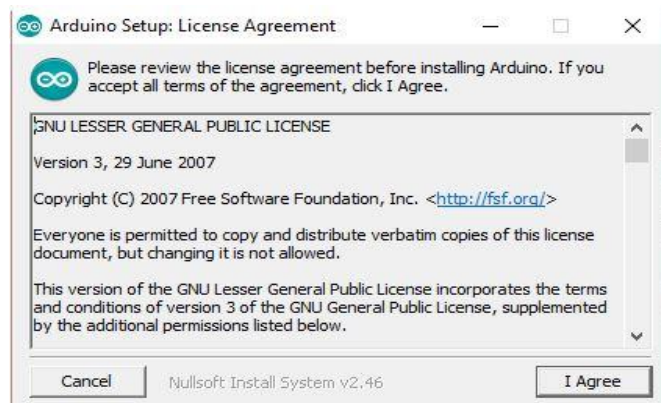 Arduino Setup: License Agreement
Please review the license agreement before installing Arduino. If you
accept all terms of the agreement, click I Agree.
GNU LESSER GENERAL PUBLIC LICENSE
Version 3, 29 June 2007
Copyright (C) 2007 Free Software Foundation, Inc. <http://fsf.org/>
Everyone is permitted to copy and distribute verbatim copies of this license
document, but changing it is not allowed.
This version of the GNU Lesser General Public License incorporates the terms
and conditions of version 3 of the GNU General Public License, supplemented
by the additional permissions listed below.
Cancel
Nullsoft Install System v2.46
I Agree